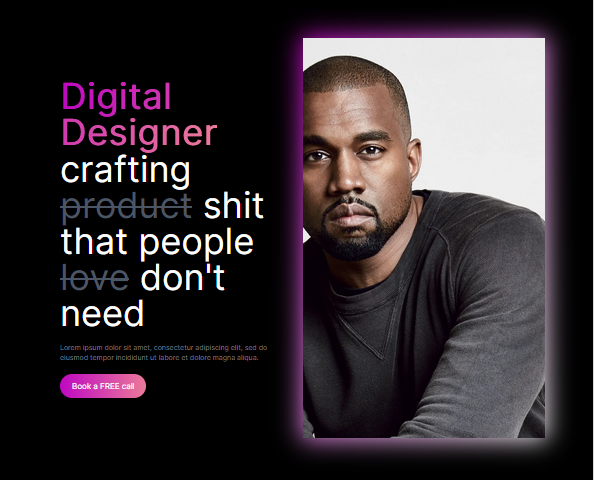 Digital
Designer
crafting
product shit
that people
love don't
need
Lorem ipsum dolor sit amet, consectetur adipiscing elit, sed do
eiusmod tempor incididunt ut labore et dolore magna aliqua.
Book a FREE call